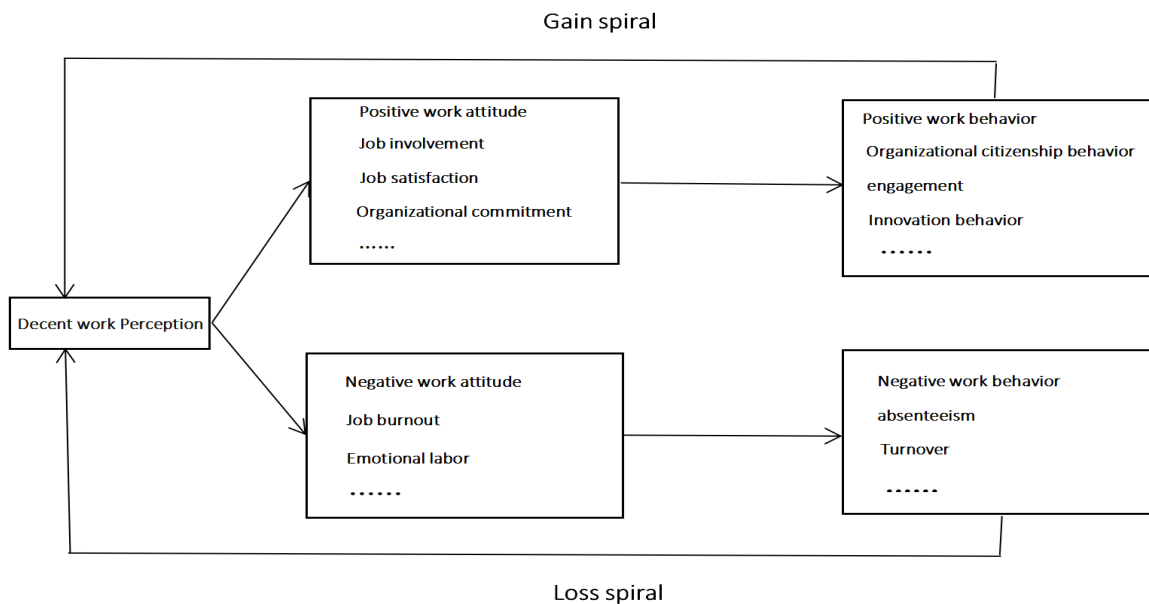 Gain spiral
Positive work attitude
Job involvement
Job satisfaction
Organizational commitment
……
Positive work behavior
Organizational citizenship behavior
engagement
Innovation behavior
……
Decent work Perception
Negative work attitude
Job burnout
Emotional labor
……
Negative work behavior
absenteeism
Turnover
……
Loss spiral